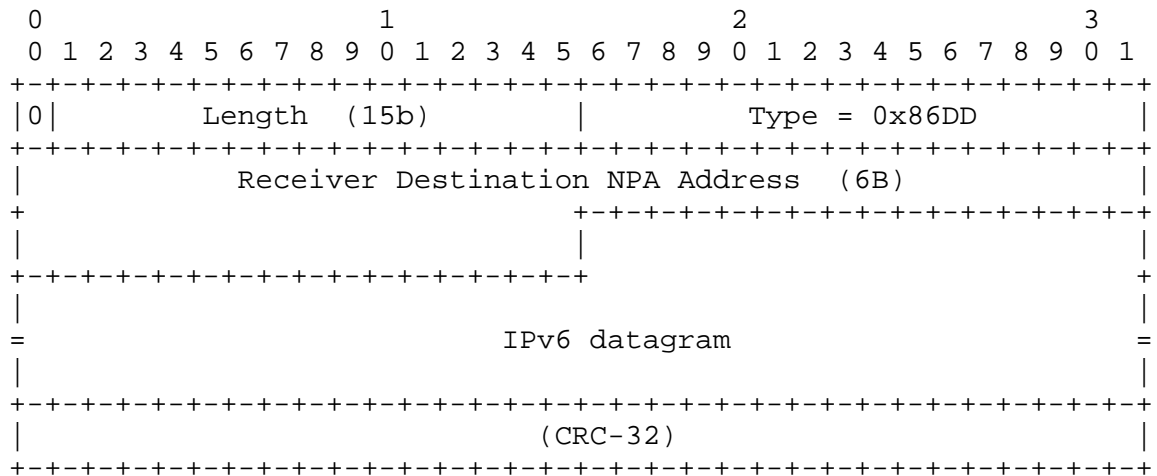 0                   1                   2                   3
 0 1 2 3 4 5 6 7 8 9 0 1 2 3 4 5 6 7 8 9 0 1 2 3 4 5 6 7 8 9 0 1
+-+-+-+-+-+-+-+-+-+-+-+-+-+-+-+-+-+-+-+-+-+-+-+-+-+-+-+-+-+-+-+-+
|0|        Length  (15b)        |         Type = 0x86DD         |
+-+-+-+-+-+-+-+-+-+-+-+-+-+-+-+-+-+-+-+-+-+-+-+-+-+-+-+-+-+-+-+-+
|            Receiver Destination NPA Address  (6B)             |
+                               +-+-+-+-+-+-+-+-+-+-+-+-+-+-+-+-+
|                               |                               |
+-+-+-+-+-+-+-+-+-+-+-+-+-+-+-+-+                               +
|                                                               |
=                           IPv6 datagram                       =
|                                                               |
+-+-+-+-+-+-+-+-+-+-+-+-+-+-+-+-+-+-+-+-+-+-+-+-+-+-+-+-+-+-+-+-+
|                             (CRC-32)                          |
+-+-+-+-+-+-+-+-+-+-+-+-+-+-+-+-+-+-+-+-+-+-+-+-+-+-+-+-+-+-+-+-+